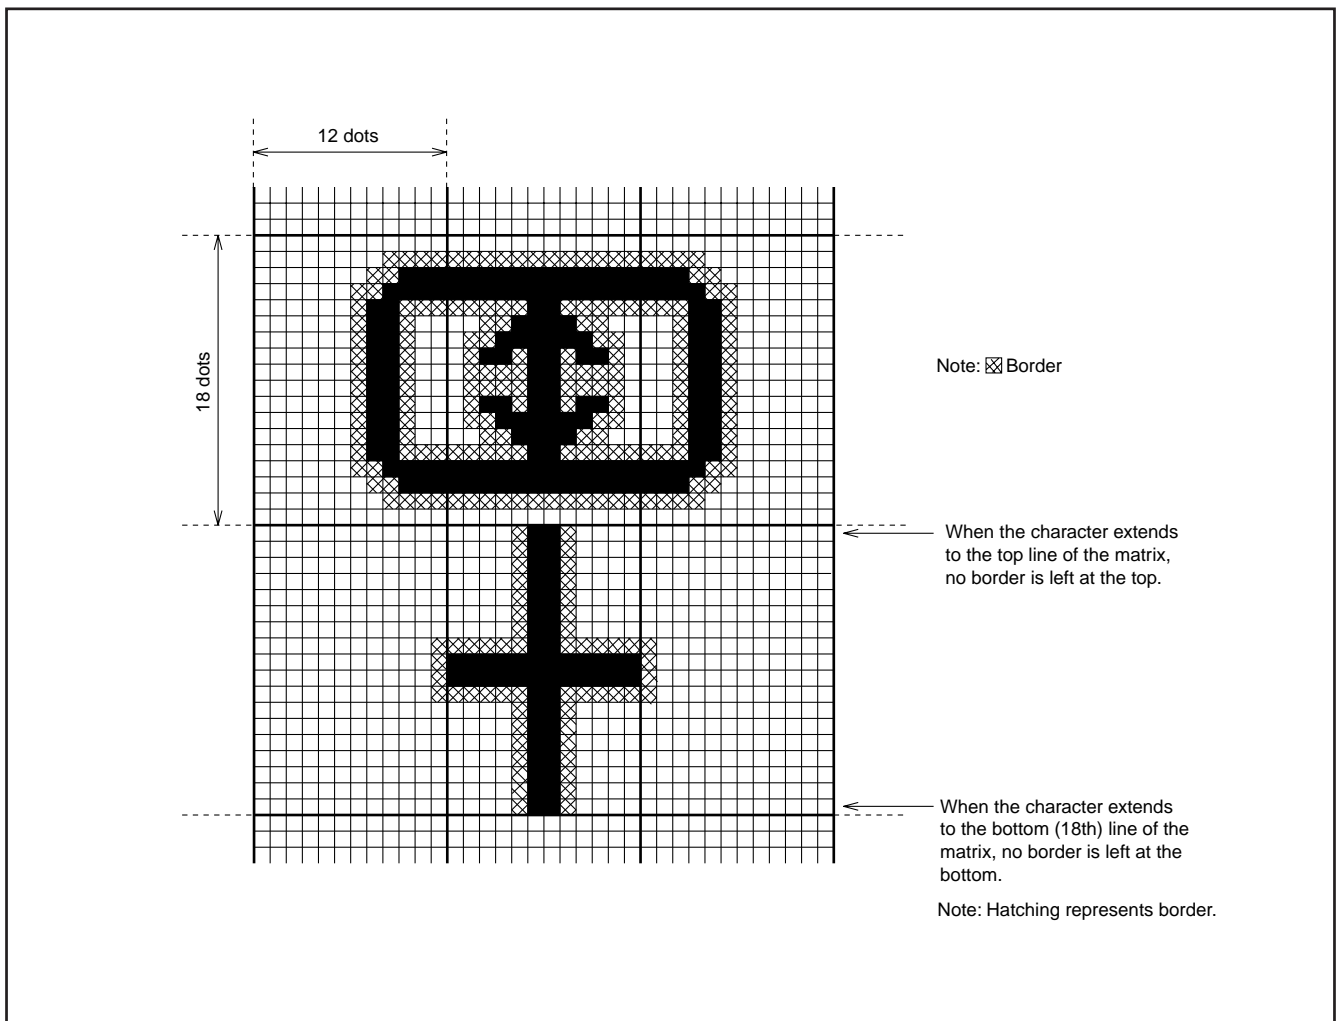 12 dots
18 dots
Note: Border
When the character extends
to the top line of the matrix,
no border is left at the top.
When the character extends
to the bottom (18th) line of the
matrix, no border is left at the
bottom.
Note: Hatching represents border.